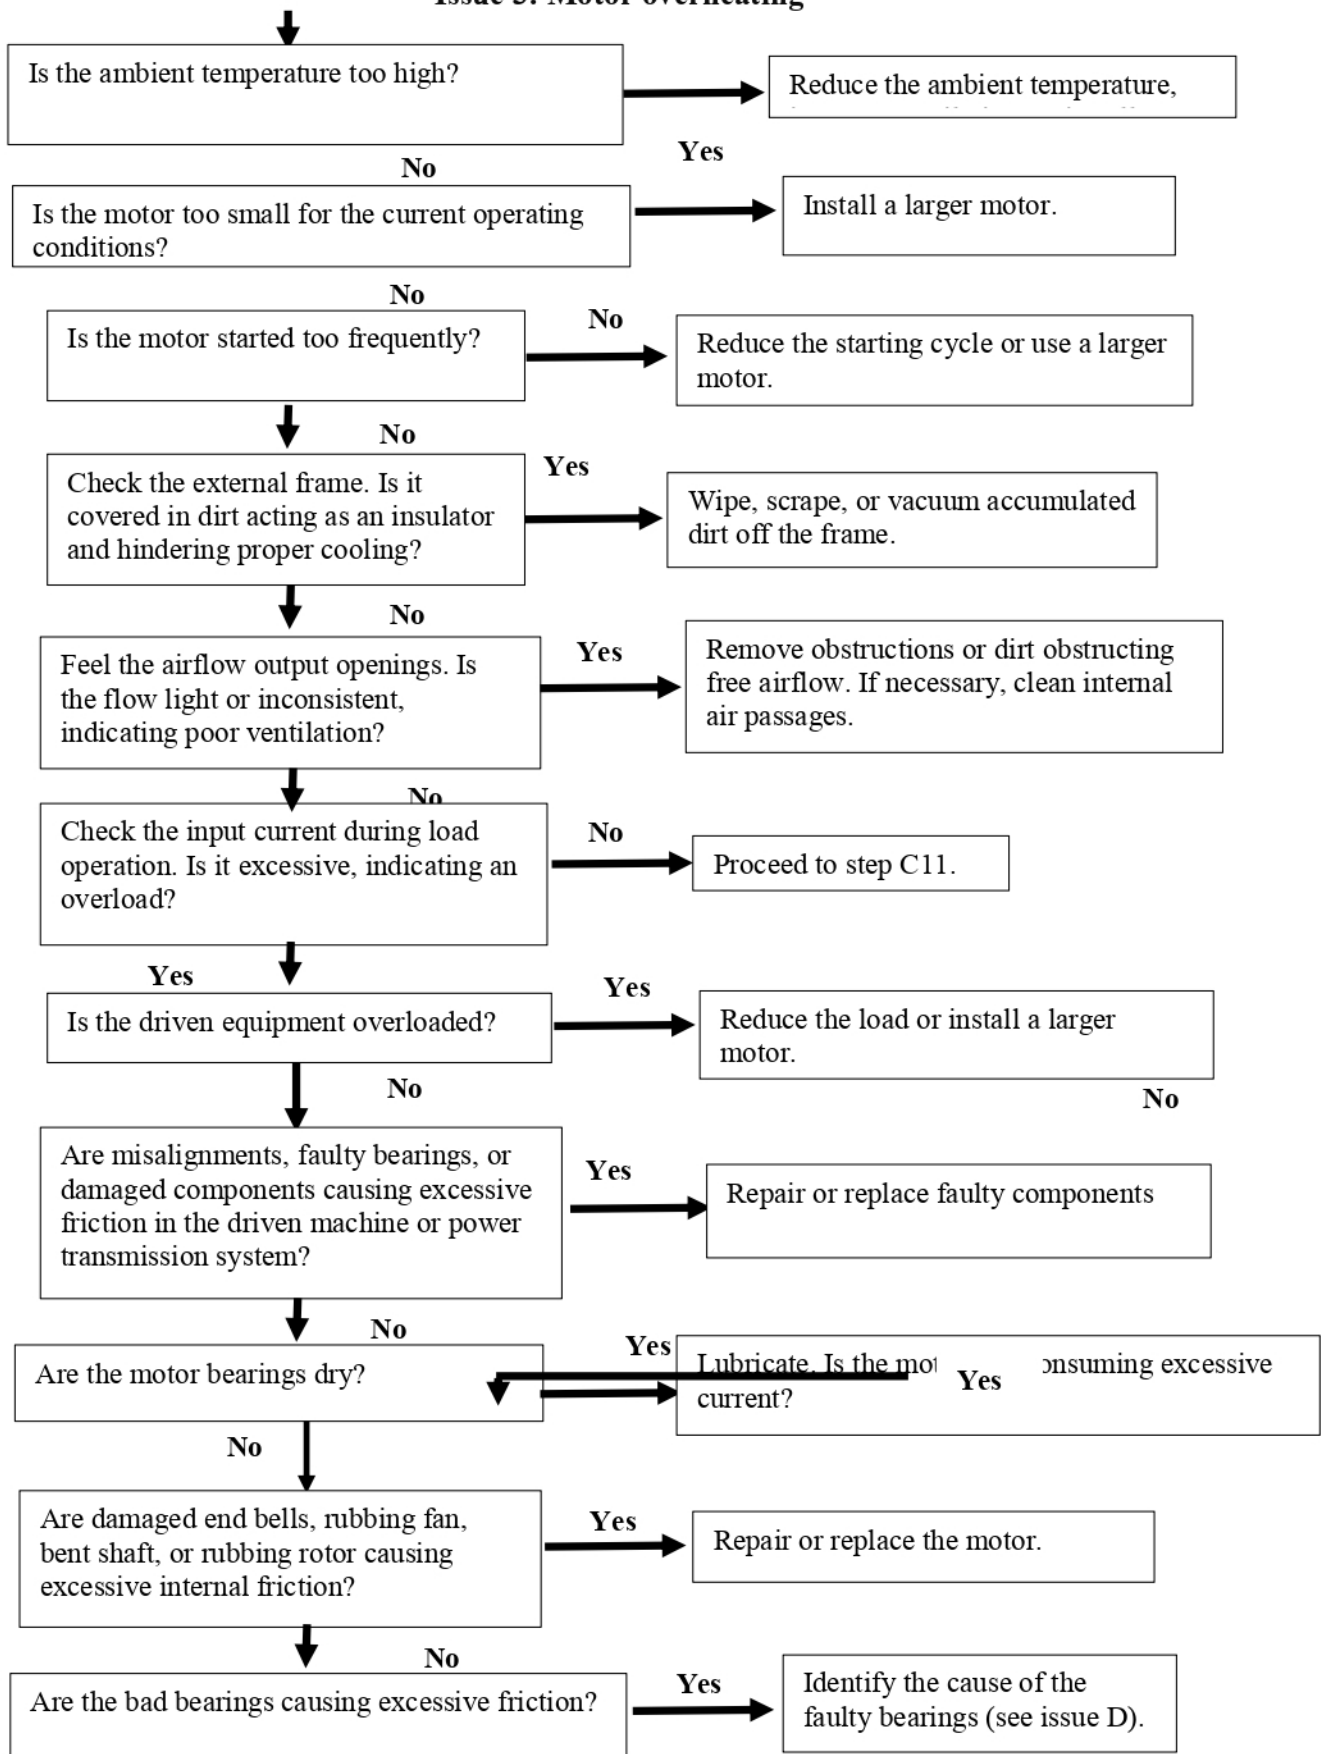 Issue 3: Motor overheating
Is the ambient temperature too high?
Reduce the ambient temperature,
Yes
No
Is the motor too small for the current operating
conditions?
Install a larger motor.
No
No
Is the motor started too frequently?
Reduce the starting cycle or use a larger
motor.
No
Yes
Check the external frame. Is it
covered in dirt acting as an insulator
and hindering proper cooling?
Wipe, scrape, or vacuum accumulated
dirt off the frame.
No
Yes
Feel the airflow output openings. Is
the flow light or inconsistent,
indicating poor ventilation?
Remove obstructions or dirt obstructing
free airflow. If necessary, clean internal
air passages.
No
No
Check the input current during load
operation. Is it excessive, indicating an
overload?
Proceed to step C11.
Yes
Yes
Is the driven equipment overloaded?
Reduce the load or install a larger
motor.
No
No
Are misalignments, faulty bearings, or
damaged components causing excessive
friction in the driven machine or power
transmission system?
Yes
Repair or replace faulty components
No
Yes
Are the motor bearings dry?
Lubricate. Is the mot
onsuming excessive
current?
Yes
No
Are damaged end bells, rubbing fan,
bent shaft, or rubbing rotor causing
excessive internal friction?
Yes
Repair or replace the motor.
No
Yes
Are the bad bearings causing excessive friction?
Identify the cause of the
faulty bearings (see issue D).